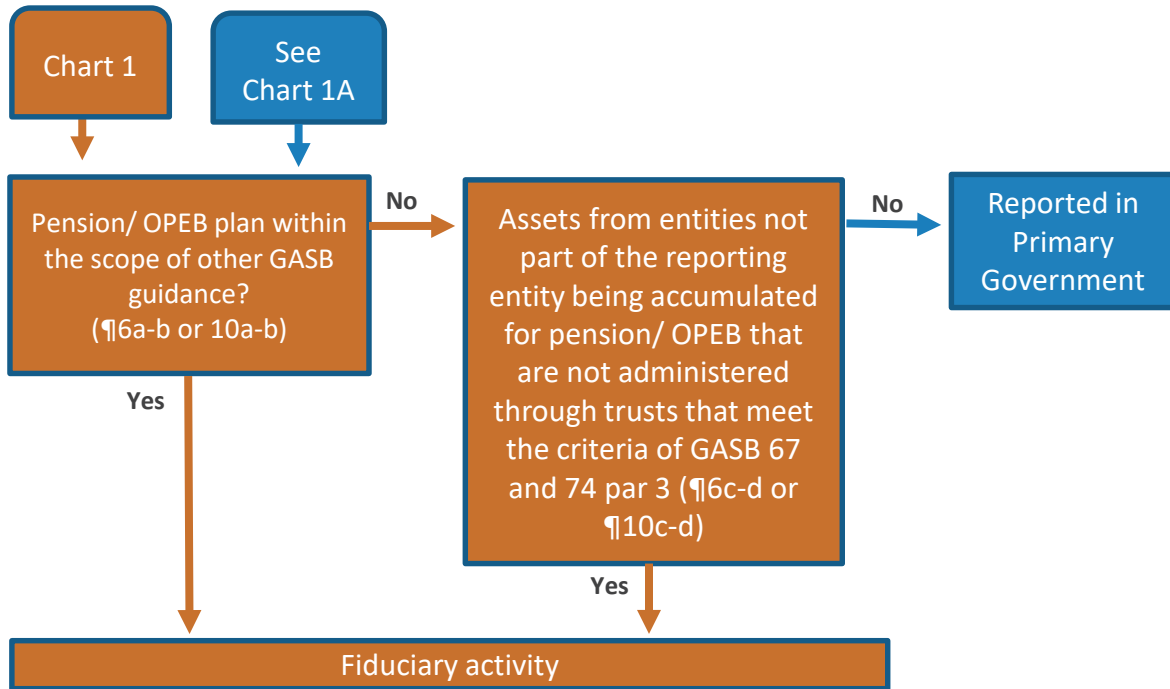 Chart 1
See
Chart 1A
Pension/ OPEB plan within
the scope of other GASB
guidance?
(¶6a-b or 10a-b)
No
Assets from entities not
part of the reporting
entity being accumulated
for pension/ OPEB that
are not administered
through trusts that meet
the criteria of GASB 67
and 74 par 3 (¶6c-d or
¶10c-d)
No
Reported in
Primary
Government
Yes
Yes
Fiduciary activity